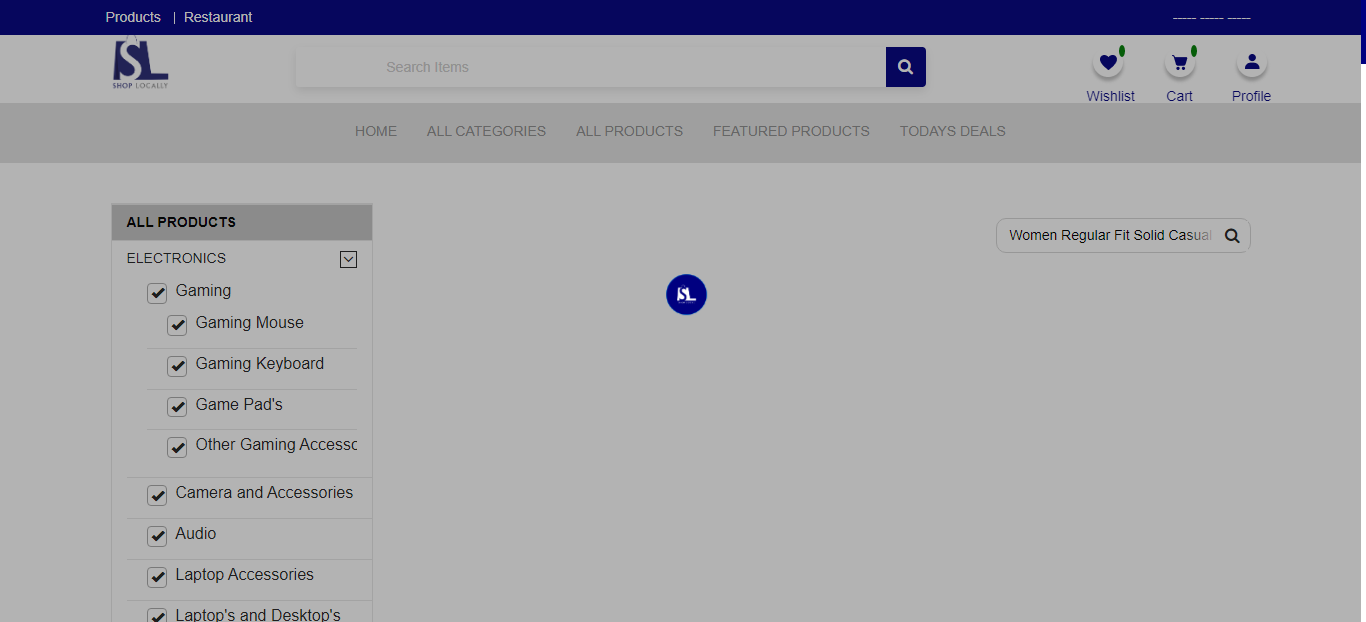 Products | Restaurant
----- ----- -----
SL
SHOP LOCALLY
Search Items
Wishlist
Cart
Profile
HOME
ALL CATEGORIES
ALL PRODUCTS
FEATURED PRODUCTS
TODAYS DEALS
ALL PRODUCTS
Women Regular Fit Solid Casual
ELECTRONICS
Gaming
SL
Gaming Mouse
Gaming Keyboard
Game Pad's
Other Gaming Accesso
Camera and Accessories
Audio
Laptop Accessories
Laptop's and Desktop's